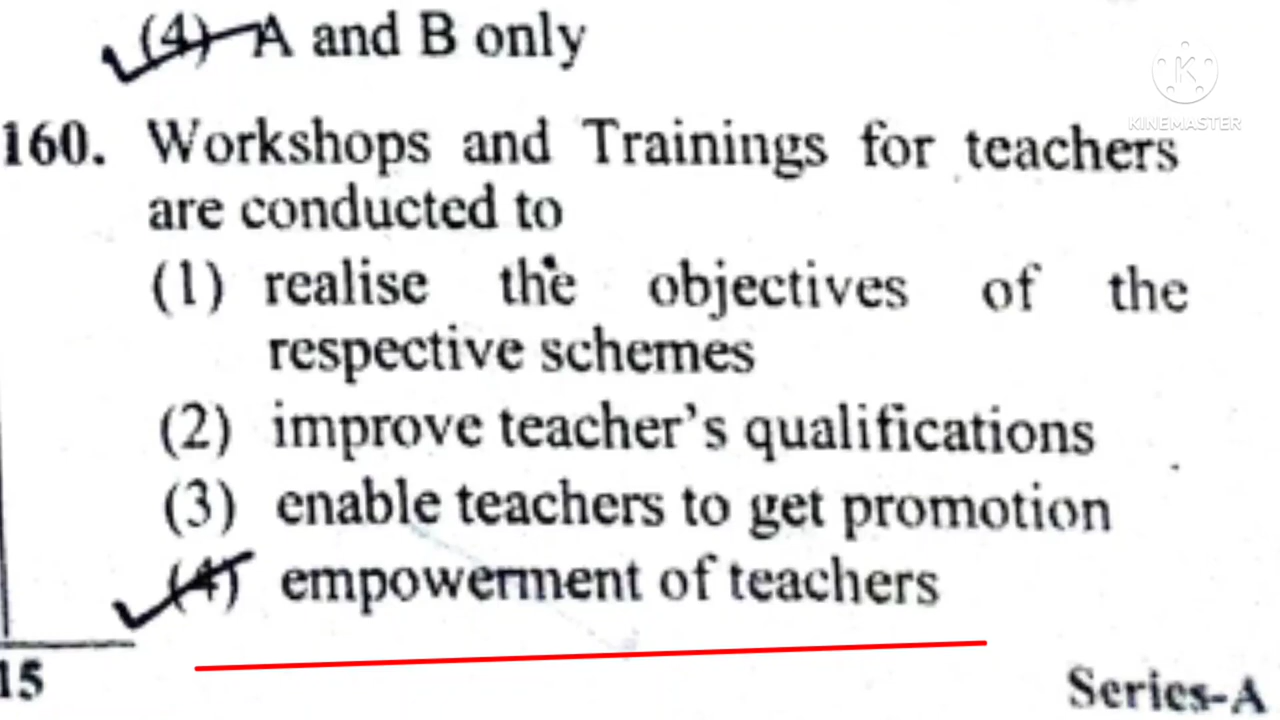 (4) A and B only
KINEMASTER
160. Workshops and Trainings for teachers
are conducted to
(1) realise the objectives of the
respective schemes
(2) improve teacher's qualifications
(3) enable teachers to get promotion
(4) empowerment of teachers
15
Series-A